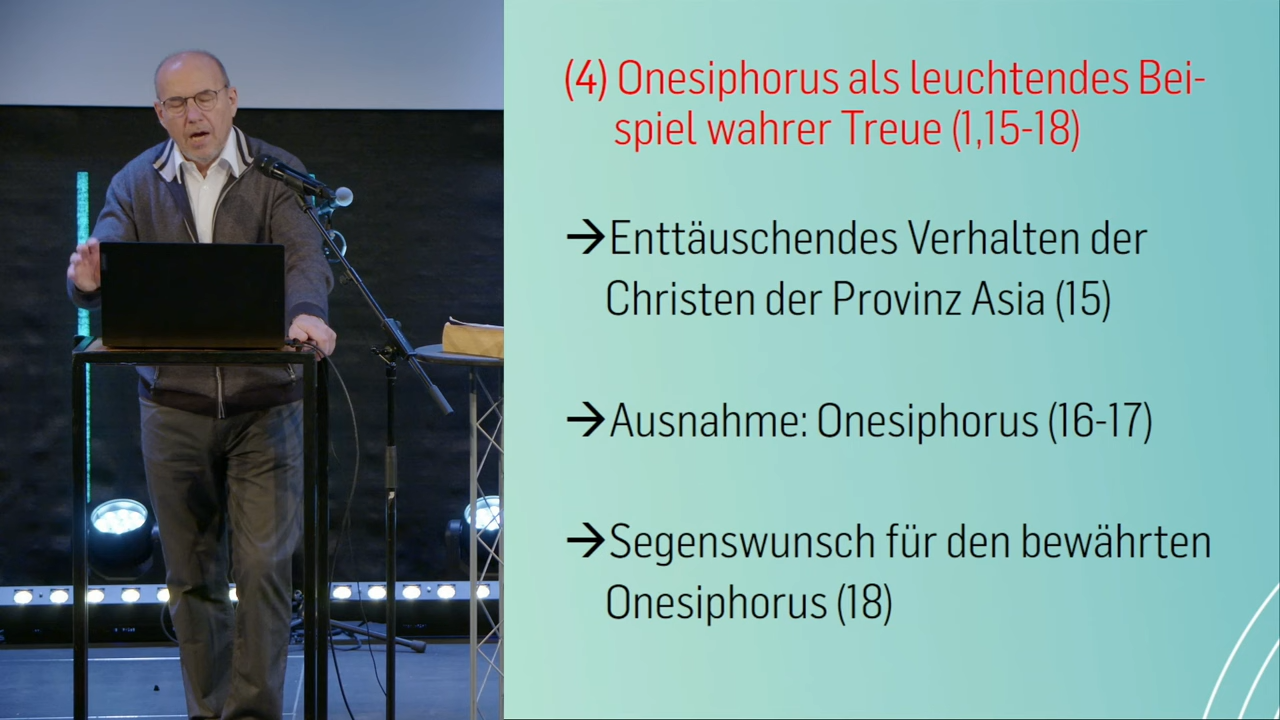 (4) Onesiphorus als leuchtendes Bei-
spiel wahrer Treue (1,15-18)
→Enttäuschendes Verhalten der
Christen der Provinz Asia (15)
→Ausnahme: Onesiphorus (16-17)
→Segenswunsch für den bewährten
Onesiphorus (18)